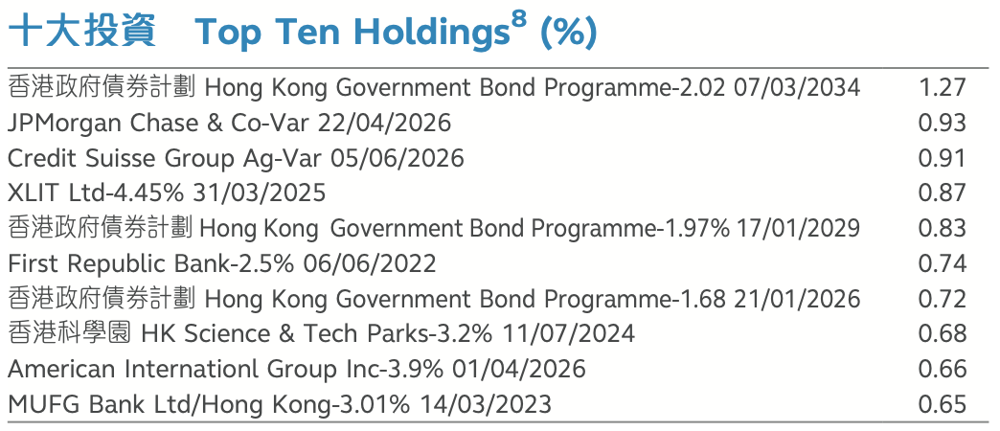 十大投資 Top Ten Holdings8 (%)
香港政府債券計劃 Hong Kong Government Bond Programme-2.02 07/03/2034 1.27
JPMorgan Chase & Co-Var 22/04/2026 0.93
Credit Suisse Group Ag-Var 05/06/2026 0.91
XLIT Ltd-4.45% 31/03/2025 0.87
香港政府債券計劃 Hong Kong Government Bond Programme-1.97% 17/01/2029 0.83
First Republic Bank-2.5% 06/06/2022 0.74
香港政府債券計劃 Hong Kong Government Bond Programme-1.68 21/01/2026 0.72
香港科學園 HK Science & Tech Parks-3.2% 11/07/2024 0.68
American Internationl Group Inc-3.9% 01/04/2026 0.66
MUFG Bank Ltd/Hong Kong-3.01% 14/03/2023 0.65